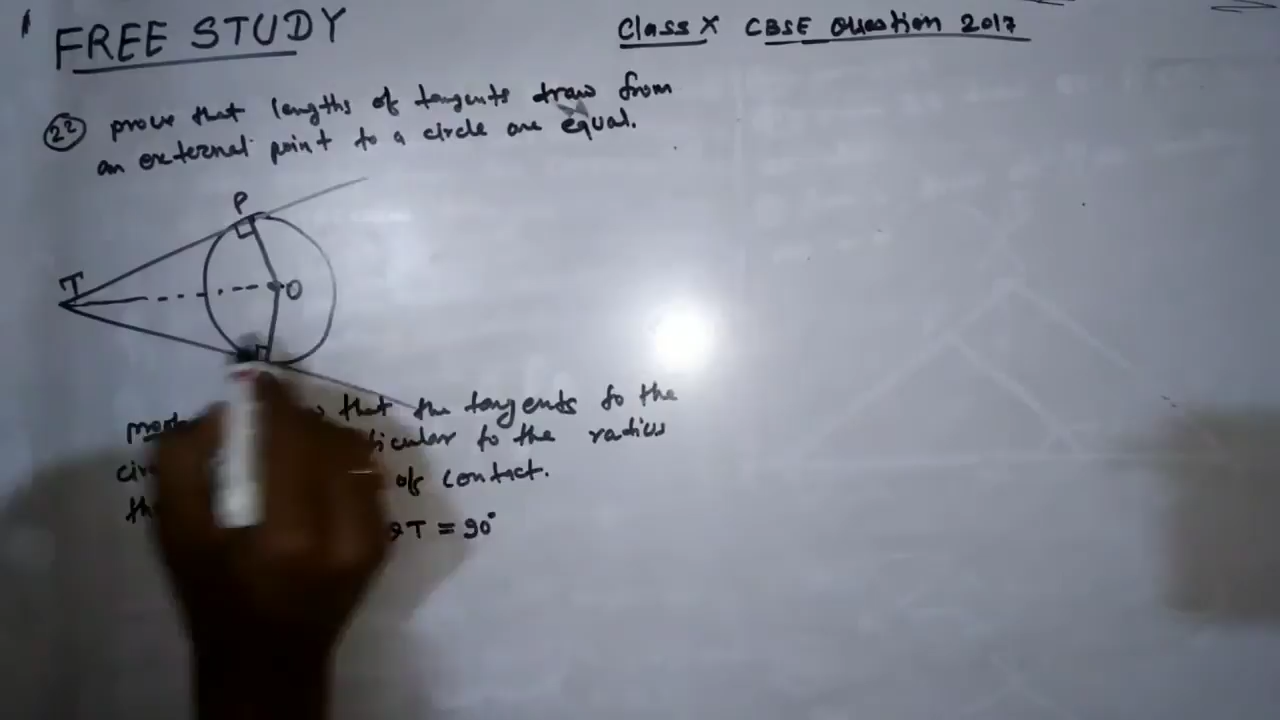 FREE STUDY
Class X CBSE Question 2017
22 prove that lengths of tangents draw from
an external point to a circle are equal.
P
T
O
that the tangents to the
to the radius
of contact.
T = 90°